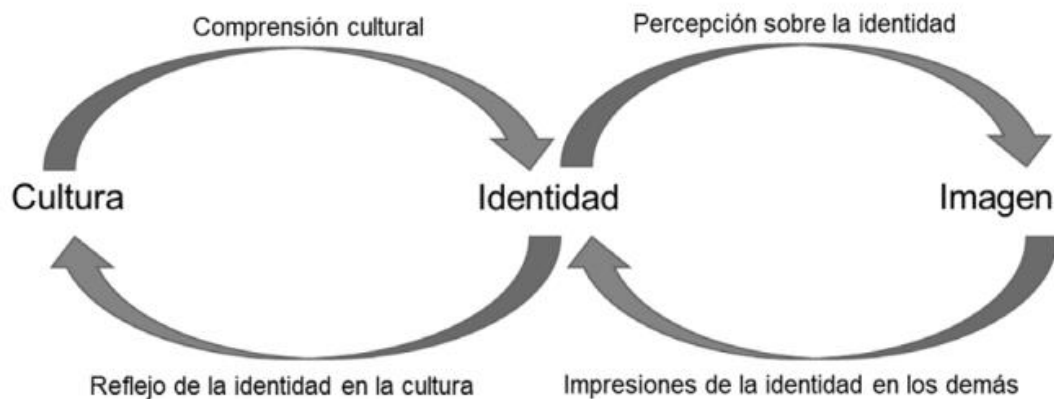 Comprensión cultural
Percepción sobre la identidad
Cultura
Identidad
Imagen
Reflejo de la identidad en la cultura
Impresiones de la identidad en los demás